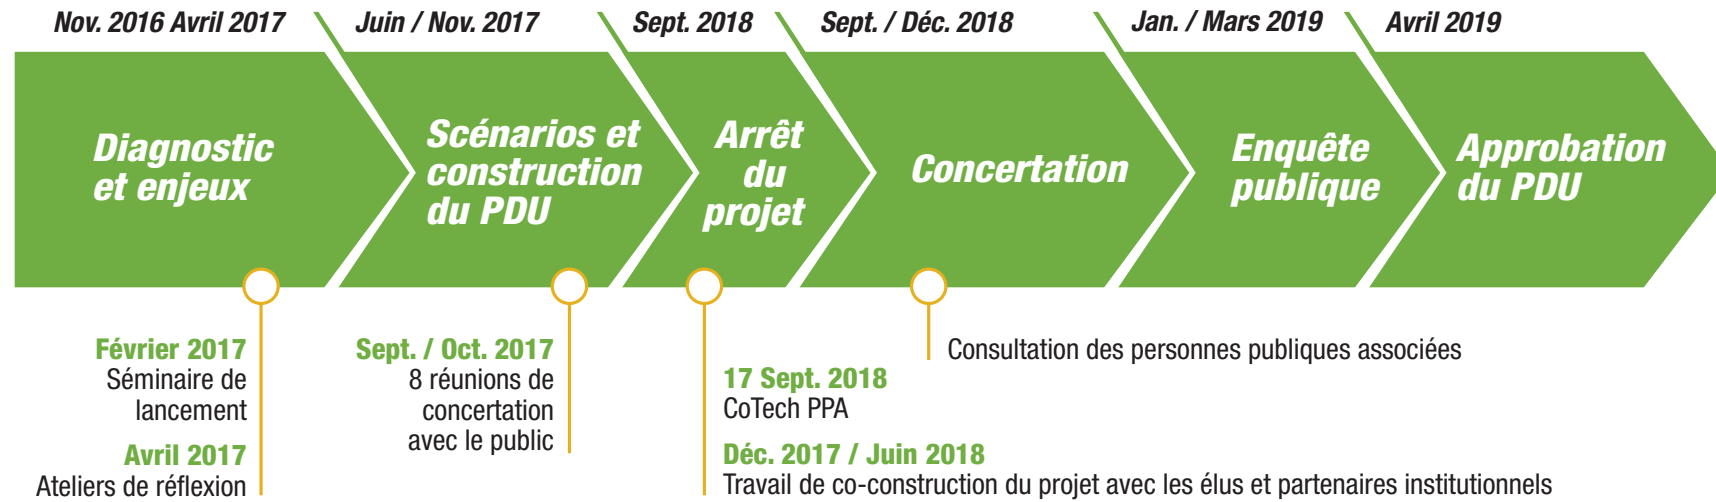 Nov. 2016 Avril 2017
Juin / Nov. 2017
Sept. 2018
Sept. / Déc. 2018
Jan. / Mars 2019
Avril 2019
Diagnostic
et enjeux
Scénarios et
construction
du PDU
Arrêt
du
projet
Concertation
Enquête
publique
Approbation
du PDU
Février 2017
Séminaire de
lancement
Avril 2017
Ateliers de réflexion
Sept. / Oct. 2017
8 réunions de
concertation
avec le public
17 Sept. 2018
CoTech PPA
Déc. 2017 / Juin 2018
Travail de co-construction du projet avec les élus et partenaires institutionnels
Consultation des personnes publiques associées